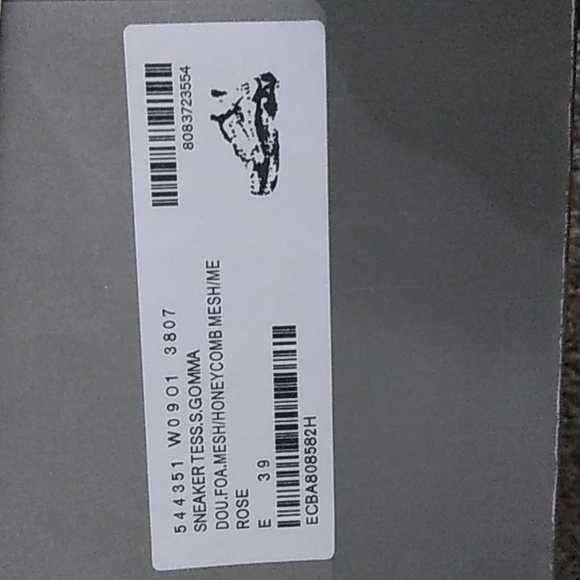 544351 W0901 3807
SNEAKER TESS.S.GOMMA
DOU.FOA.MESH/HONEYCOMB MESH/ME
ROSE
E 39
ECBA808582H
8083723554